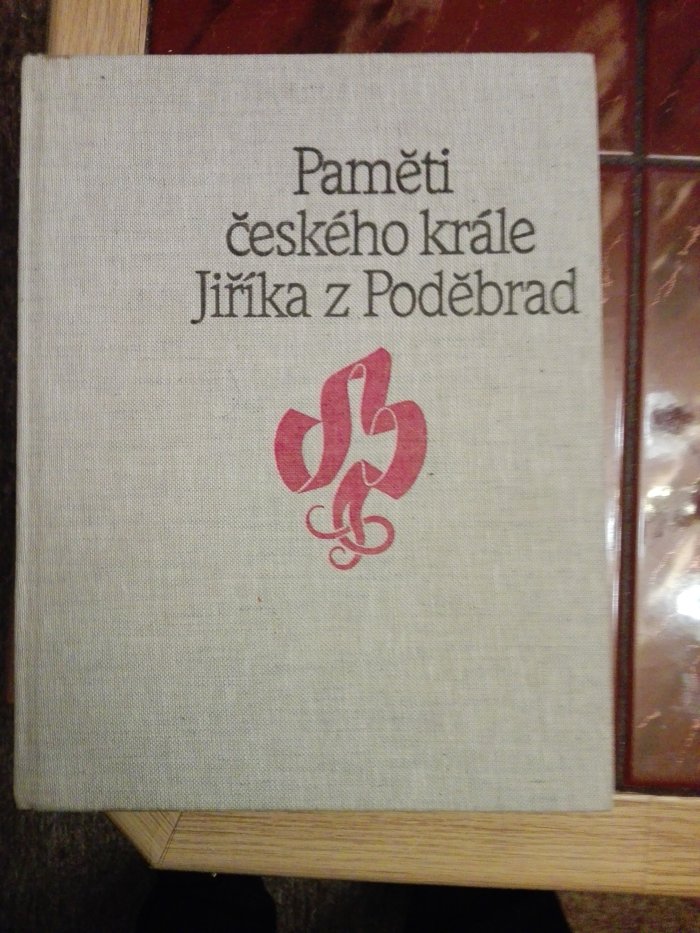 Paměti
českého krále
Jiříka z Poděbrad